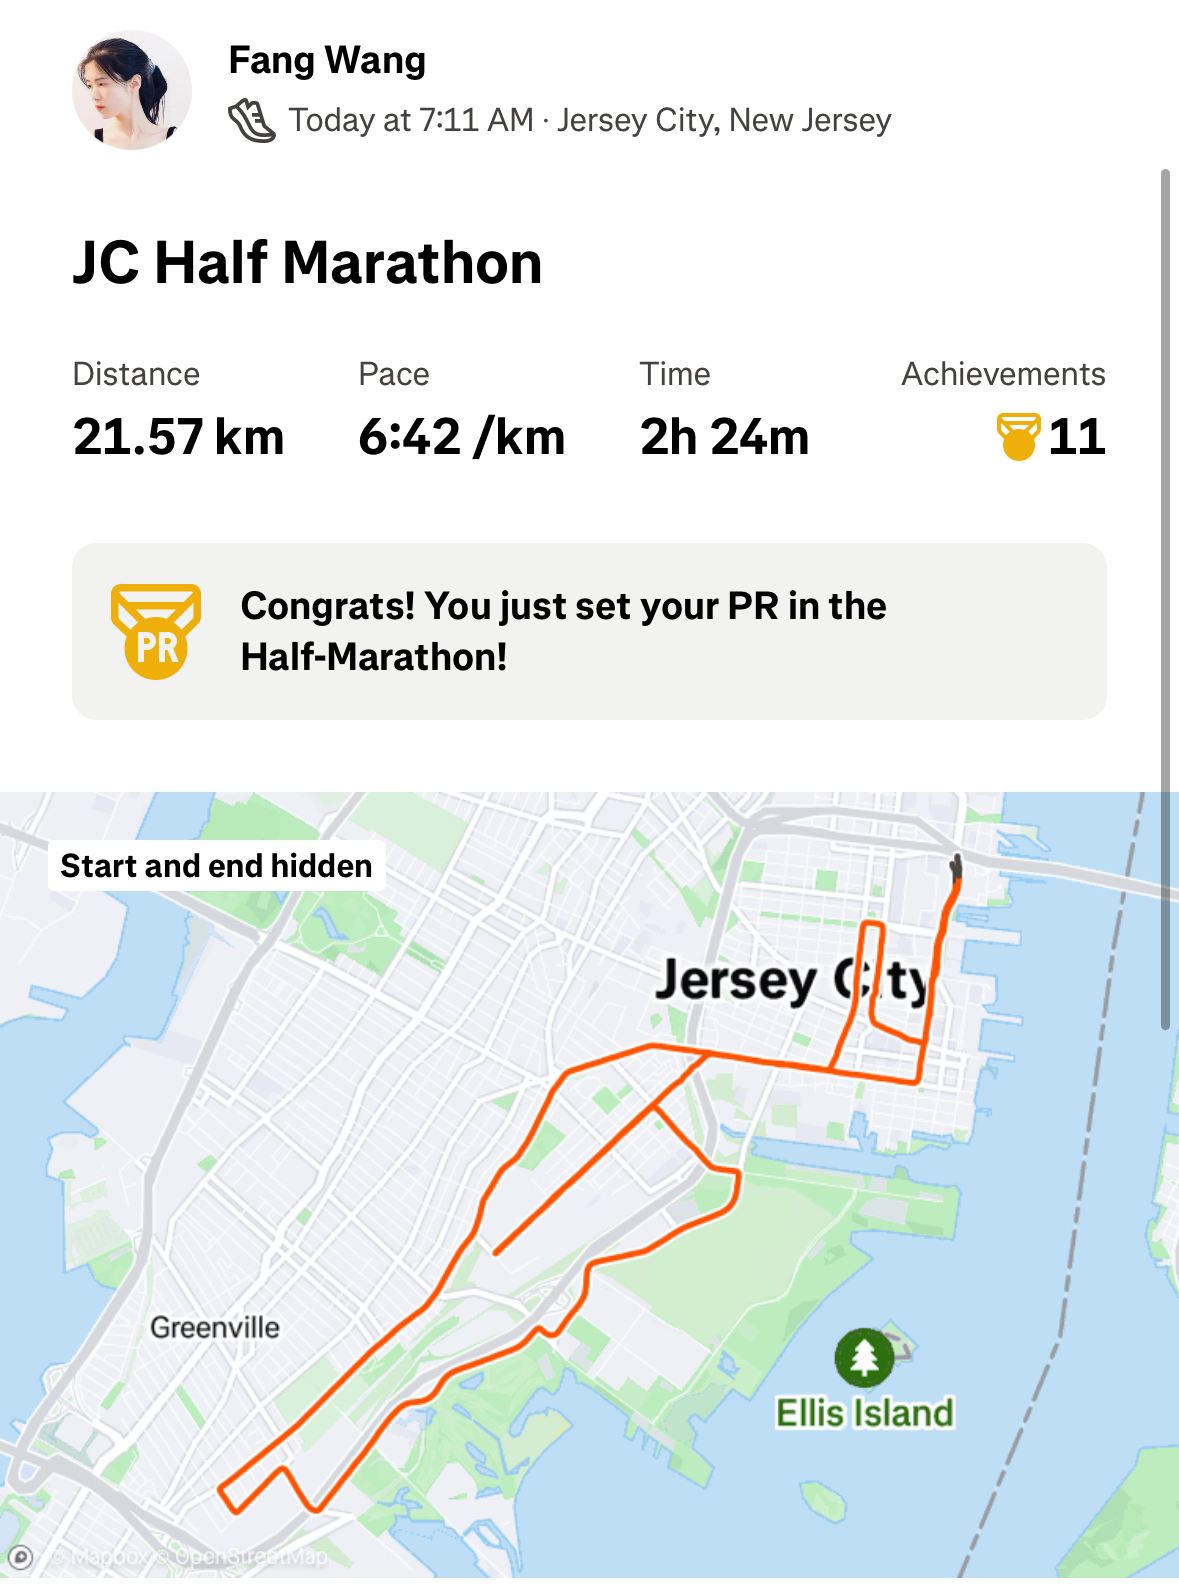 Fang Wang
Today at 7:11 AM · Jersey City, New Jersey
JC Half Marathon
Distance
Pace
Time
Achievements
21.57 km
6:42 /km
2h 24m
11
PR
Congrats! You just set your PR in the
Half-Marathon!
Start and end hidden
Jersey City
Greenville
Ellis Island
© Mapbox © OpenStreetMap